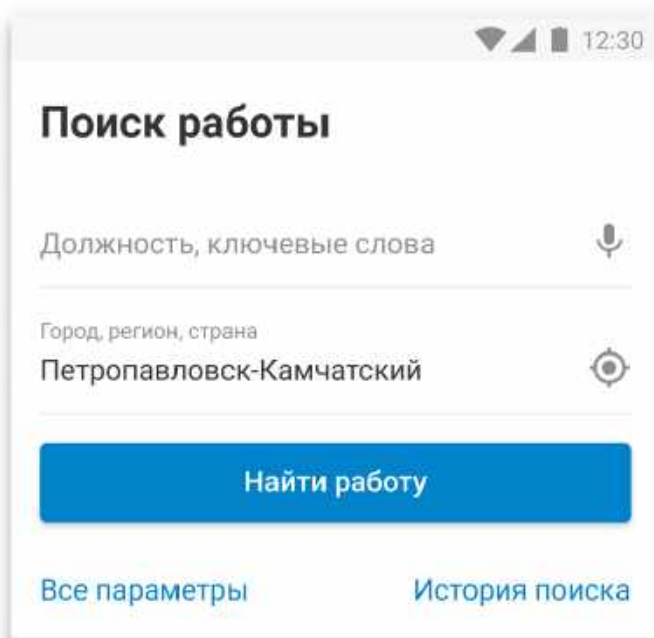 12:30
Поиск работы
Должность, ключевые слова
Город, регион, страна
Петропавловск-Камчатский
Найти работу
Все параметры История поиска